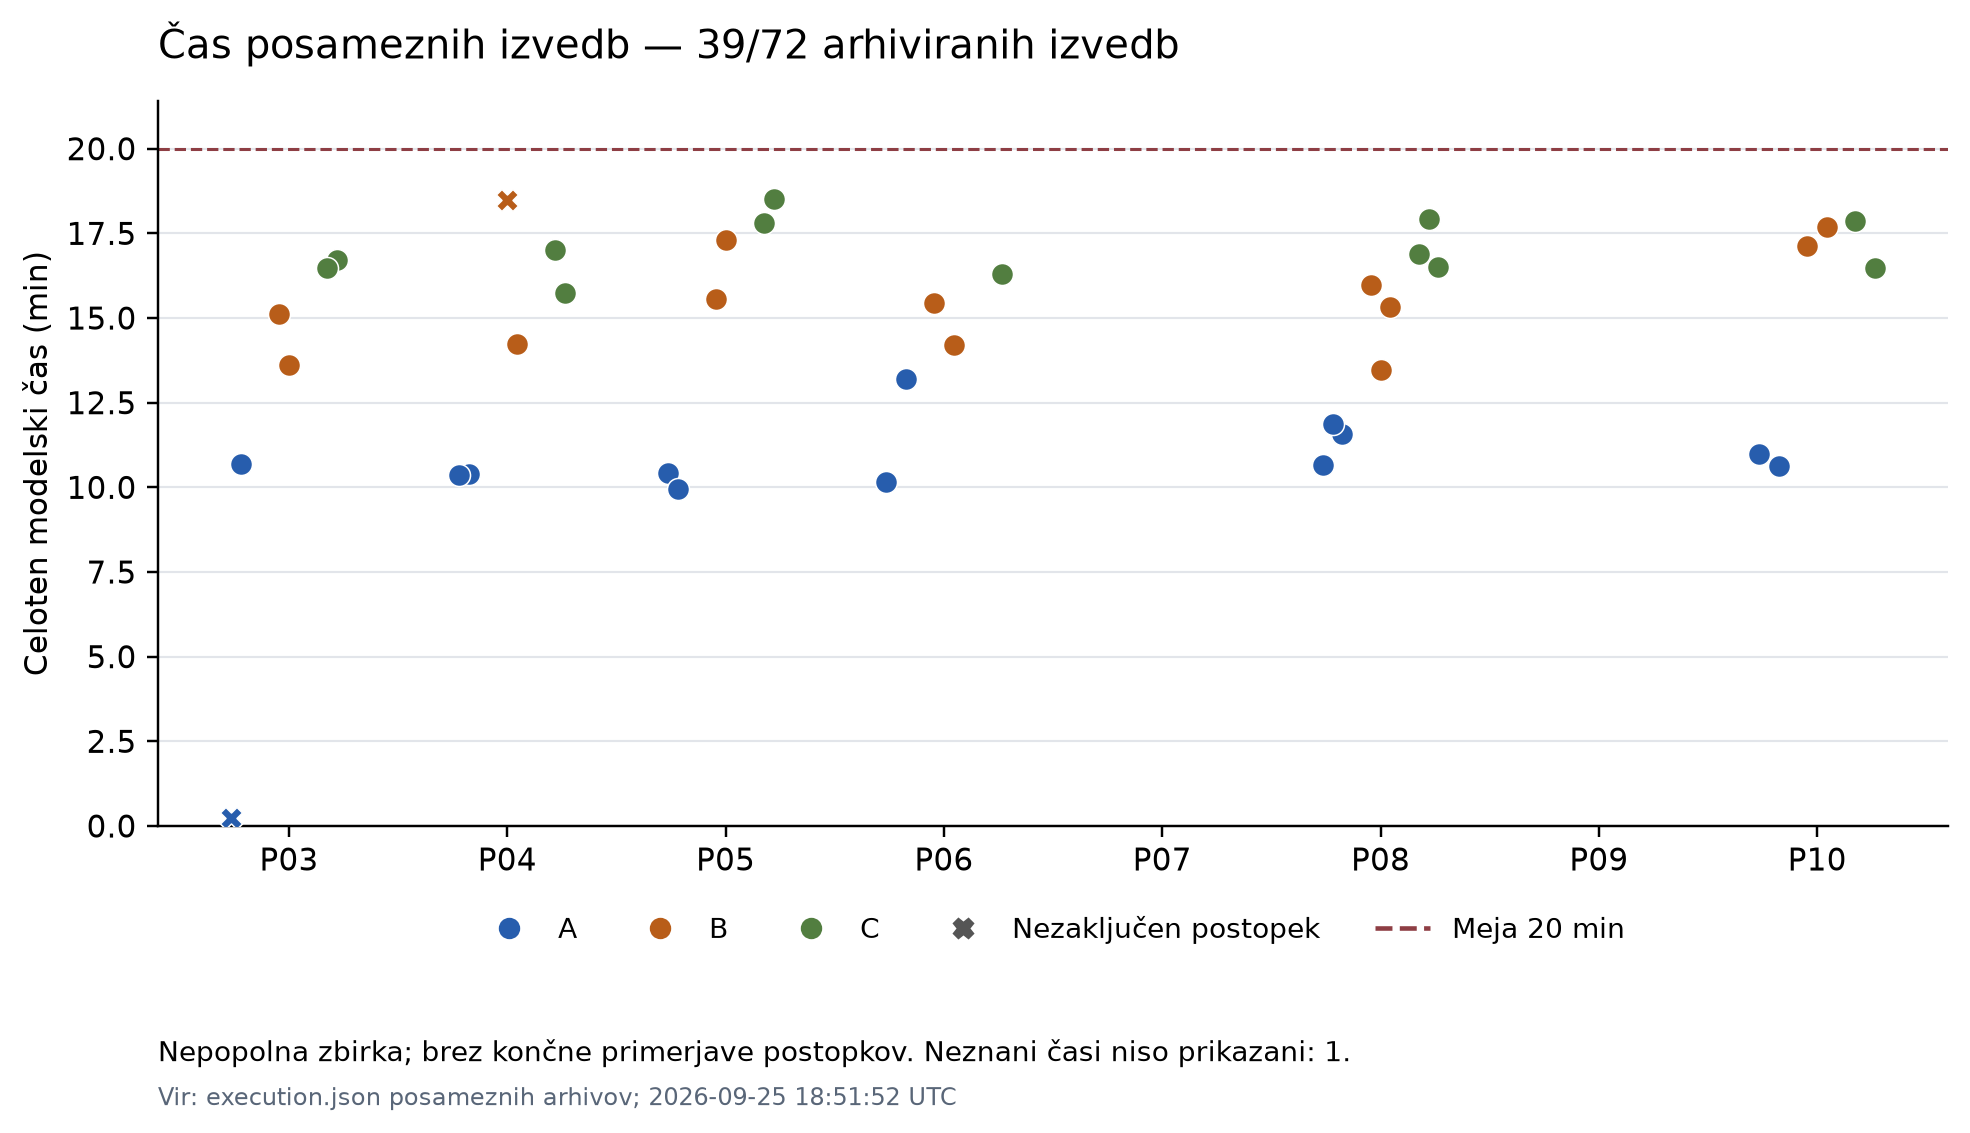 Čas posameznih izvedb — 39/72 arhiviranih izvedb
Celoten modelski čas (min)
20.0
17.5
15.0
12.5
10.0
7.5
5.0
2.5
0.0
P03 P04 P05 P06 P07 P08 P09 P10
A B C Nezaključen postopek Meja 20 min
Nepopolna zbirka; brez končne primerjave postopkov. Neznani časi niso prikazani: 1.
Vir: execution.json posameznih arhivov; 2026-09-25 18:51:52 UTC